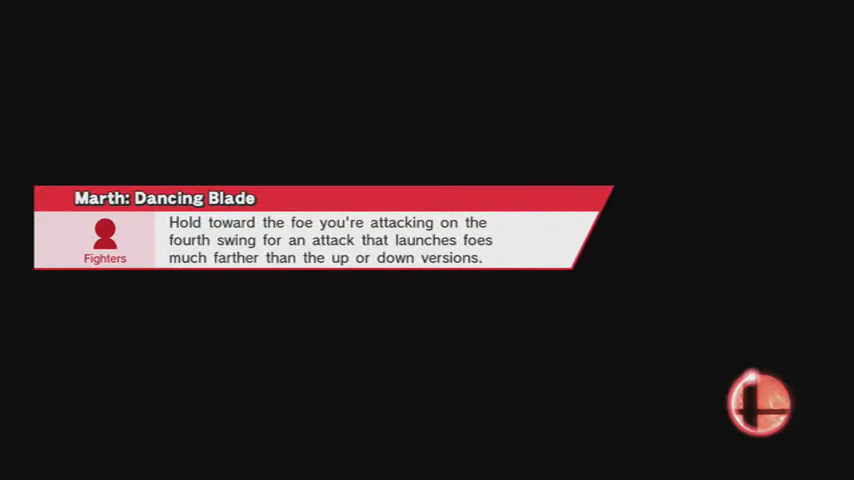 Marth: Dancing Blade
Hold toward the foe you're attacking on the
fourth swing for an attack that launches foes
much farther than the up or down versions.
Fighters